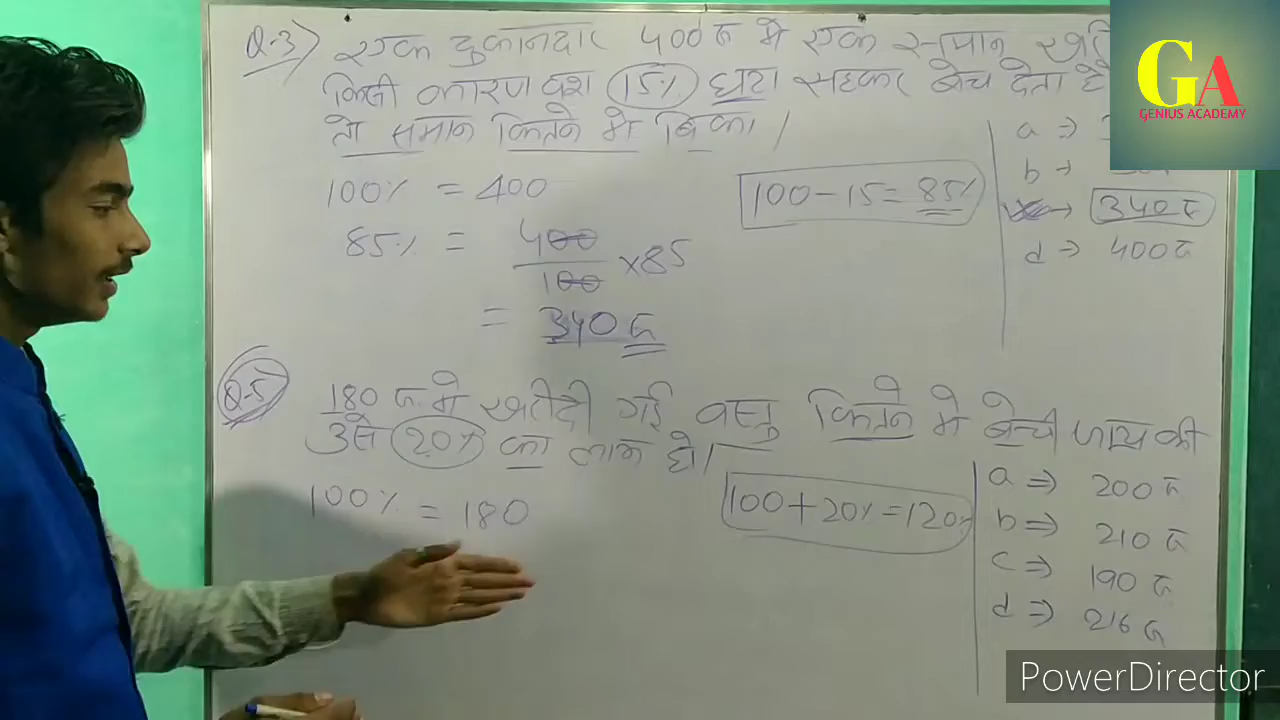 Q-3) एक दुकानदार 400 रु मे एक समान
किसी कारण वश 15% घाटा सहकर बेच देता है
तो समान कितने मे बिका।
a ⇒
b →
→ 340 रु
d ⇒ 400 रु
100% = 400
100 - 15 = 85%
85% = 400/100 × 85
= 340 रु
Q-5 180 रु. मे खरीदी गई वस्तु कितने मे बेची जाय की
उसे 20% का लाभ हो।
100% = 180
100 + 20% = 120%
a ⇒ 200 रु
b ⇒ 210 रु
c ⇒ 190 रु
d ⇒ 216 रु
GA
GENIUS ACADEMY
PowerDirector